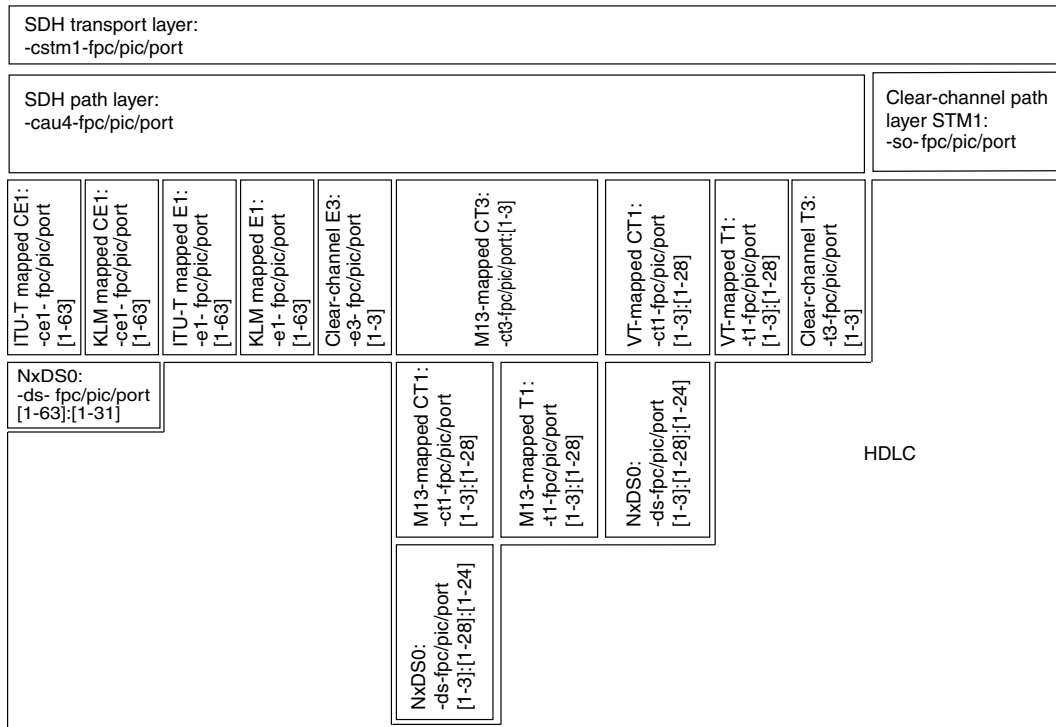 SDH transport layer:
-cstm1-fpc/pic/port
SDH path layer:
-cau4-fpc/pic/port
Clear-channel path
layer STM1:
-so-fpc/pic/port
ITU-T mapped CE1:
-ce1- fpc/pic/port
[1-63]
KLM mapped CE1:
-ce1- fpc/pic/port
[1-63]
ITU-T mapped E1:
-e1- fpc/pic/port
[1-63]
KLM mapped E1:
-e1- fpc/pic/port
[1-63]
Clear-channel E3:
-e3- fpc/pic/port
[1-3]
M13-mapped CT3:
-ct3-fpc/pic/port:[1-3]
VT-mapped CT1:
-ct1-fpc/pic/port
[1-3]:[1-28]
VT-mapped T1:
-t1-fpc/pic/port
[1-3]:[1-28]
Clear-channel T3:
-t3-fpc/pic/port
[1-3]
NxDS0:
-ds- fpc/pic/port
[1-63]:[1-31]
M13-mapped CT1:
-ct1-fpc/pic/port
[1-3]:[1-28]
M13-mapped T1:
-t1-fpc/pic/port
[1-3]:[1-28]
NxDS0:
-ds-fpc/pic/port
[1-3]:[1-28]:[1-24]
HDLC
NxDS0:
-ds-fpc/pic/port
[1-3]:[1-28]:[1-24]